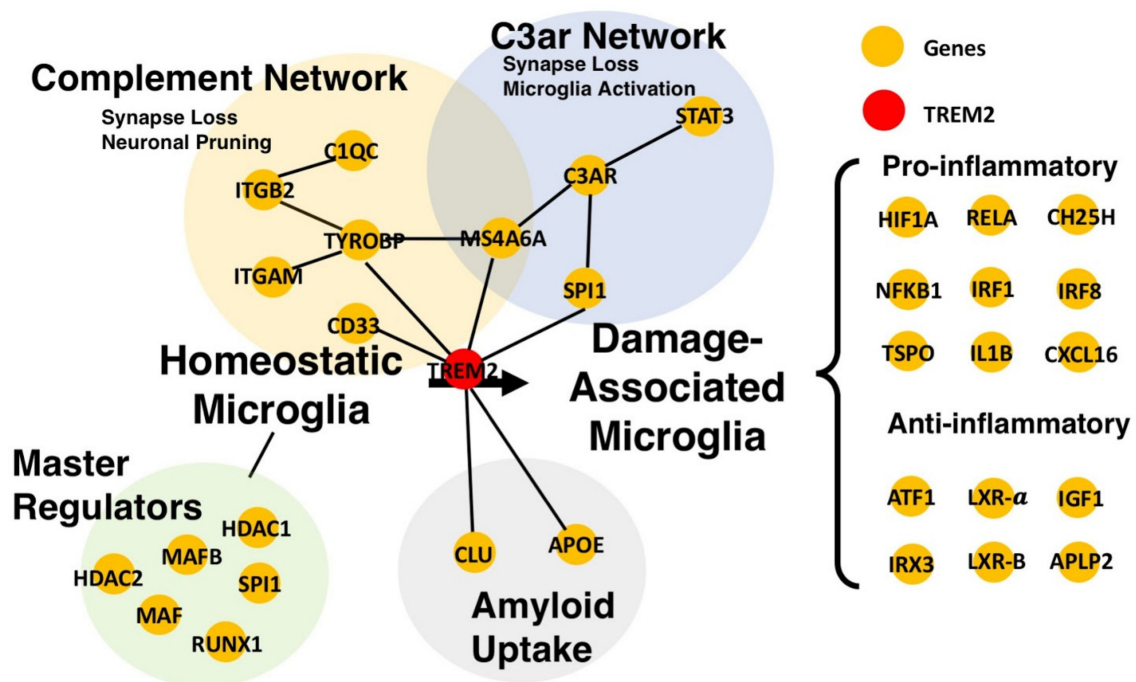 Complement Network
Synapse Loss
Neuronal Pruning
C3ar Network
Synapse Loss
Microglia Activation
STAT3
C1QC
C3AR
ITGB2
TYROBP
MS4A6A
ITGAM
SPI1
CD33
TREM2
Homeostatic
Microglia
Damage-
Associated
Microglia
Master
Regulators
HDAC1
MAFB
HDAC2
SPI1
MAF
RUNX1
CLU
APOE
Amyloid
Uptake
Genes
TREM2
Pro-inflammatory
HIF1A RELA CH25H
NFKB1 IRF1 IRF8
TSPO IL1B CXCL16
Anti-inflammatory
ATF1 LXR-a IGF1
IRX3 LXR-B APLP2